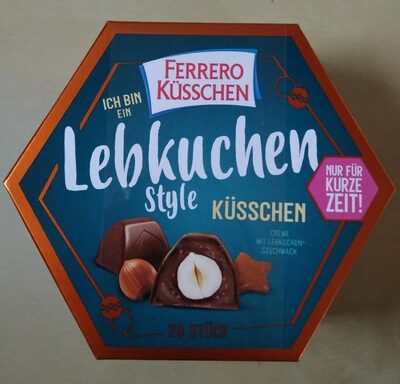 FERRERO
KÜSSCHEN
ICH BIN
EIN
Lebkuchen
Style
KÜSSCHEN
NUR FÜR
KURZE
ZEIT!
CREME
MIT LEBKUCHEN-
GESCHMACK
20 STÜCK